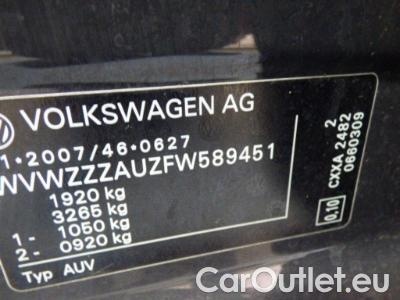 VOLKSWAGEN AG
1*2007/46*0627
WVWZZZAUZFW589451
1920 kg
3265 kg
1- 1050 kg
2- 0920 kg
Typ AUV
0.10
CXXA 2482
0660309
2
CarOutlet.eu